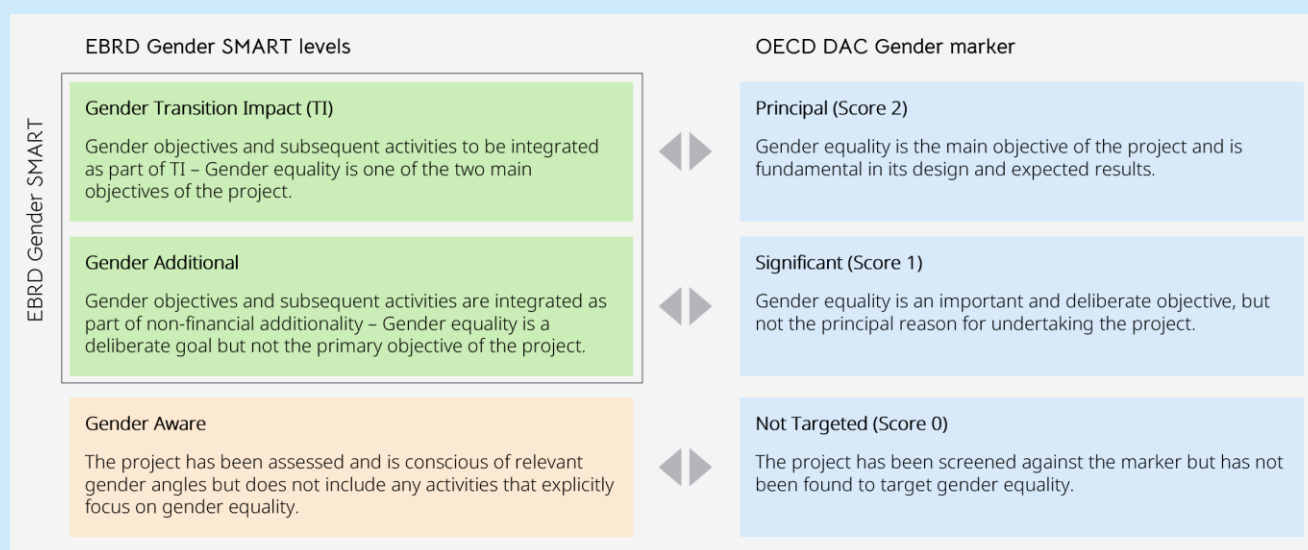 EBRD Gender SMART levels
OECD DAC Gender marker
EBRD Gender SMART
Gender Transition Impact (TI)
Gender objectives and subsequent activities to be integrated
as part of TI – Gender equality is one of the two main
objectives of the project.
Principal (Score 2)
Gender equality is the main objective of the project and is
fundamental in its design and expected results.
Gender Additional
Gender objectives and subsequent activities are integrated as
part of non-financial additionality – Gender equality is a
deliberate goal but not the primary objective of the project.
Significant (Score 1)
Gender equality is an important and deliberate objective, but
not the principal reason for undertaking the project.
Gender Aware
The project has been assessed and is conscious of relevant
gender angles but does not include any activities that explicitly
focus on gender equality.
Not Targeted (Score 0)
The project has been screened against the marker but has not
been found to target gender equality.